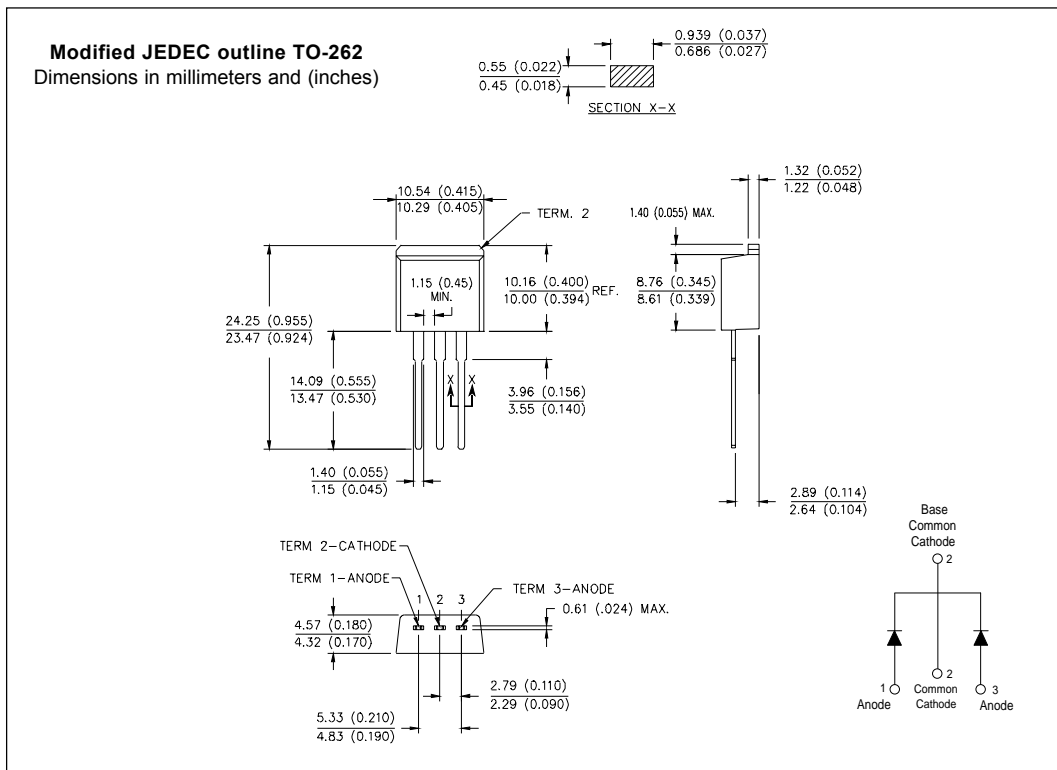 Modified JEDEC outline TO-262
Dimensions in millimeters and (inches)
0.939 (0.037)
0.686 (0.027)
0.55 (0.022)
0.45 (0.018)
SECTION X-X
10.54 (0.415)
10.29 (0.405)
TERM. 2
1.32 (0.052)
1.22 (0.048)
1.40 (0.055) MAX.
1.15 (0.45)
MIN.
10.16 (0.400)
10.00 (0.394)
REF.
8.76 (0.345)
8.61 (0.339)
24.25 (0.955)
23.47 (0.924)
14.09 (0.555)
13.47 (0.530)
X X
3.96 (0.156)
3.55 (0.140)
1.40 (0.055)
1.15 (0.045)
2.89 (0.114)
2.64 (0.104)
TERM 2-CATHODE
TERM 1-ANODE
TERM 3-ANODE
1 2 3
0.61 (.024) MAX.
4.57 (0.180)
4.32 (0.170)
2.79 (0.110)
2.29 (0.090)
5.33 (0.210)
4.83 (0.190)
Base
Common
Cathode
2
2
1
Anode
Common
Cathode
3
Anode